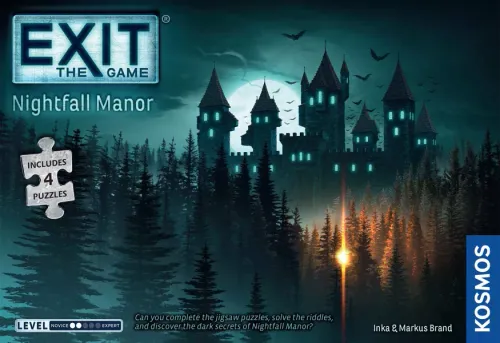 EXIT®
THE GAME
Nightfall Manor
INCLUDES
4
PUZZLES
Can you complete the jigsaw puzzles, solve the riddles,
and discover the dark secrets of Nightfall Manor?
LEVEL NOVICE EXPERT
Inka & Markus Brand
KOSMOS